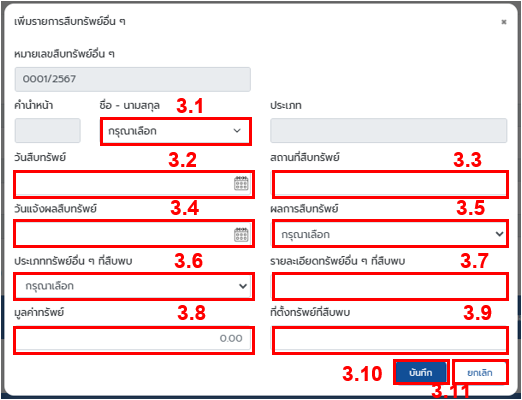 เพิ่มรายการสืบทรัพย์อื่น ๆ ×
หมายเลขสืบทรัพย์อื่น ๆ
0001/2567
คำนำหน้า ชื่อ - นามสกุล 3.1 ประเภท
กรุณาเลือก
วันสืบทรัพย์ 3.2 สถานที่สืบทรัพย์ 3.3
วันแจ้งผลสืบทรัพย์ 3.4 ผลการสืบทรัพย์ 3.5
กรุณาเลือก
ประเภททรัพย์อื่น ๆ ที่สืบพบ 3.6 รายละเอียดทรัพย์อื่น ๆ ที่สืบพบ 3.7
กรุณาเลือก
มูลค่าทรัพย์ 3.8 ที่ตั้งทรัพย์ที่สืบพบ 3.9
0.00
3.10 บันทึก ยกเลิก
3.11